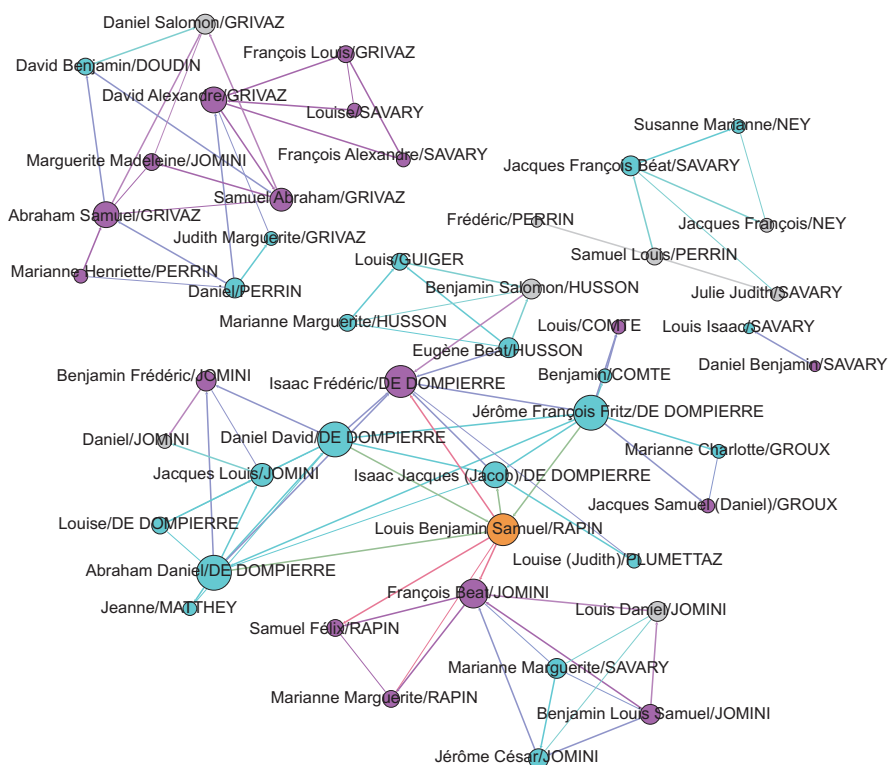 Daniel Salomon/GRIVAZ
François Louis/GRIVAZ
David Benjamin/DOUDIN
David Alexandre/GRIVAZ
Louise/SAVARY
Susanne Marianne/NEY
François Alexandre/SAVARY
Marguerite Madeleine/JOMINI
Jacques François Béat/SAVARY
Samuel Abraham/GRIVAZ
Abraham Samuel/GRIVAZ
Frédéric/PERRIN
Jacques François/NEY
Judith Marguerite/GRIVAZ
Samuel Louis/PERRIN
Louis/GUIGER
Marianne Henriette/PERRIN
Benjamin Salomon/HUSSON
Daniel/PERRIN
Julie Judith/SAVARY
Marianne Marguerite/HUSSON
Louis/COMTE
Louis Isaac/SAVARY
Eugène Beat/HUSSON
Daniel Benjamin/SAVARY
Benjamin Frédéric/JOMINI
Isaac Frédéric/DE DOMPIERRE
Benjamin/COMTE
Jérôme François Fritz/DE DOMPIERRE
Daniel/JOMINI
Daniel David/DE DOMPIERRE
Marianne Charlotte/GROUX
Jacques Louis/JOMINI
Isaac Jacques (Jacob)/DE DOMPIERRE
Jacques Samuel (Daniel)/GROUX
Louise/DE DOMPIERRE
Louis Benjamin Samuel/RAPIN
Louise (Judith)/PLUMETTAZ
Abraham Daniel/DE DOMPIERRE
François Beat/JOMINI
Jeanne/MATTHEY
Louis Daniel/JOMINI
Samuel Félix/RAPIN
Marianne Marguerite/SAVARY
Marianne Marguerite/RAPIN
Benjamin Louis Samuel/JOMINI
Jérôme César/JOMINI